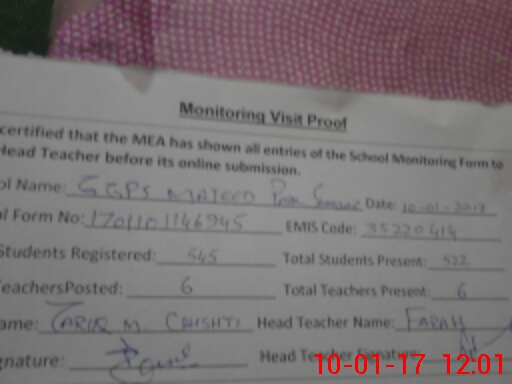 Monitoring Visit Proof
certified that the MEA has shown all entries of the School Monitoring Form to
Head Teacher before its online submission.
ol Name: GGPS Date: 10-01-2017
al Form No: 1701101146945 EMIS Code: 35220414
Students Registered: 545 Total Students Present: 522
TeachersPosted: 6 Total Teachers Present: 6
ame: TARIQ M. CHISHTI Head Teacher Name: FARAH
gnature: Head Teacher Signature:
10-01-17 12:01